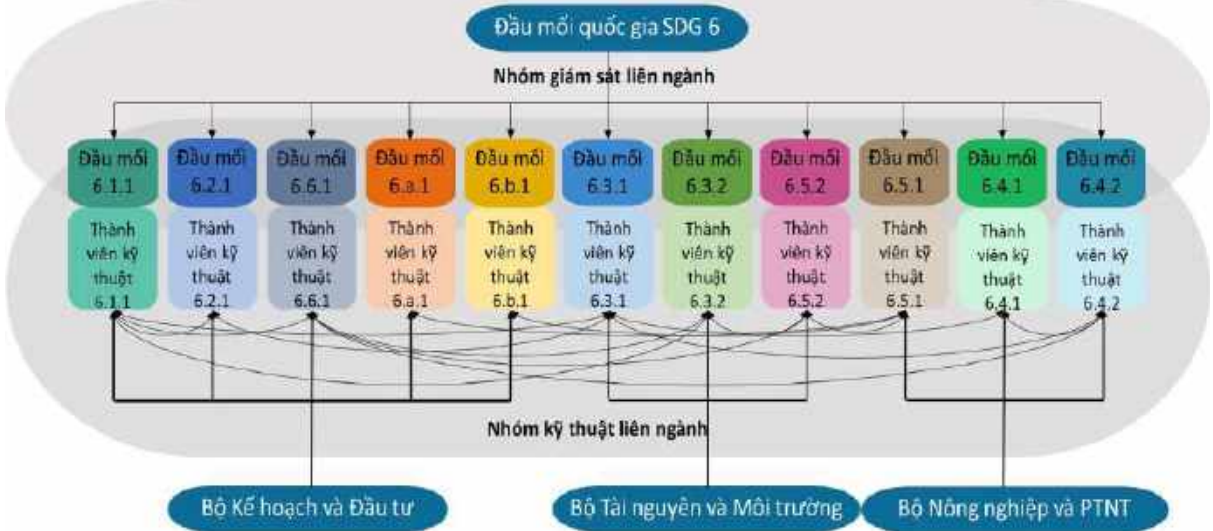 Đầu mối quốc gia SDG 6
Nhóm giám sát liên ngành
Đầu mối
6.1.1
Đầu mối
6.2.1
Đầu mối
6.6.1
Đầu mối
6.a.1
Đầu mối
6.b.1
Đầu mối
6.3.1
Đầu mối
6.3.2
Đầu mối
6.5.2
Đầu mối
6.5.1
Đầu mối
6.4.1
Đầu mối
6.4.2
Thành
viên kỹ
thuật
6.1.1
Thành
viên kỹ
thuật
6.2.1
Thành
viên kỹ
thuật
6.6.1
Thành
viên kỹ
thuật
6.a.1
Thành
viên kỹ
thuật
6.b.1
Thành
viên kỹ
thuật
6.3.1
Thành
viên kỹ
thuật
6.3.2
Thành
viên kỹ
thuật
6.5.2
Thành
viên kỹ
thuật
6.5.1
Thành
viên kỹ
thuật
6.4.1
Thành
viên kỹ
thuật
6.4.2
Nhóm kỹ thuật liên ngành
Bộ Kế hoạch và Đầu tư
Bộ Tài nguyên và Môi trường
Bộ Nông nghiệp và PTNT